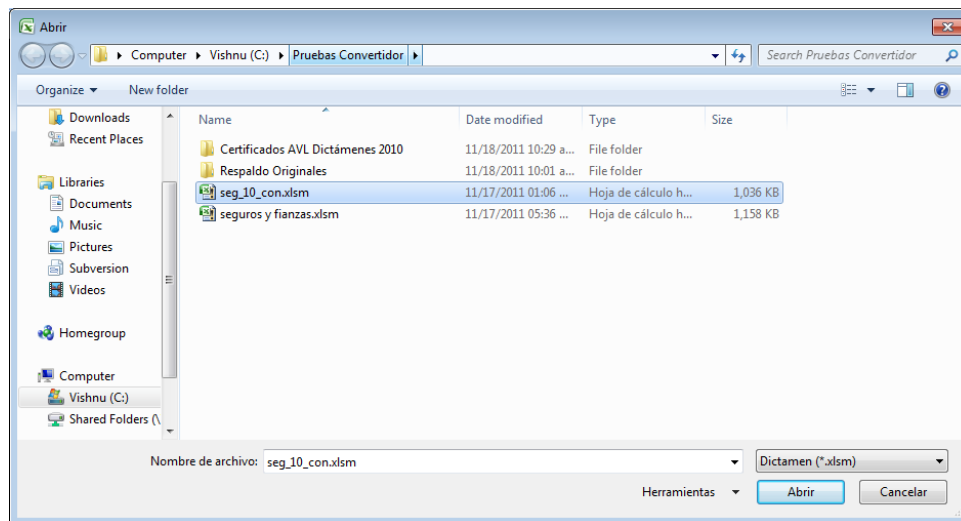 Abrir
Computer Vishnu (C:) Pruebas Convertidor Search Pruebas Convertidor
Organize New folder
Downloads
Recent Places
Libraries
Documents
Music
Pictures
Subversion
Videos
Homegroup
Computer
Vishnu (C:)
Shared Folders (\
Name Date modified Type Size
Certificados AVL Dictámenes 2010 11/18/2011 10:29 a... File folder
Respaldo Originales 11/18/2011 10:01 a... File folder
seg_10_con.xlsm 11/17/2011 01:06 ... Hoja de cálculo h... 1,036 KB
seguros y fianzas.xlsm 11/17/2011 05:36 ... Hoja de cálculo h... 1,158 KB
Nombre de archivo: seg_10_con.xlsm Dictamen (*.xlsm)
Herramientas Abrir Cancelar